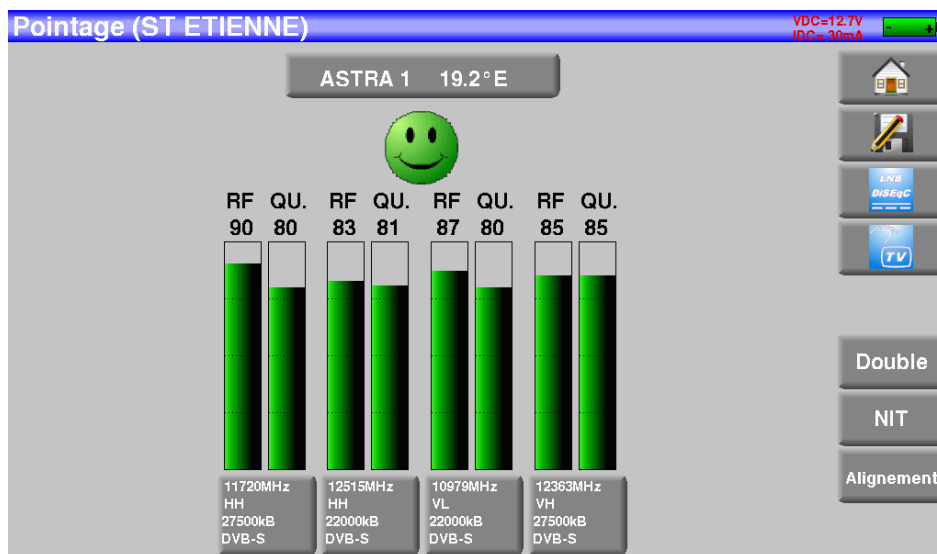 Pointage (ST ETIENNE)
VDC=12.7V
IDC= 30mA
- +
ASTRA 1 19.2°E
RF QU. RF QU. RF QU. RF QU.
90 80 83 81 87 80 85 85
LNB
DiSEqC
TV
Double
NIT
Alignement
11720MHz
HH
27500kB
DVB-S
12515MHz
HH
22000kB
DVB-S
10979MHz
VL
22000kB
DVB-S
12363MHz
VH
27500kB
DVB-S